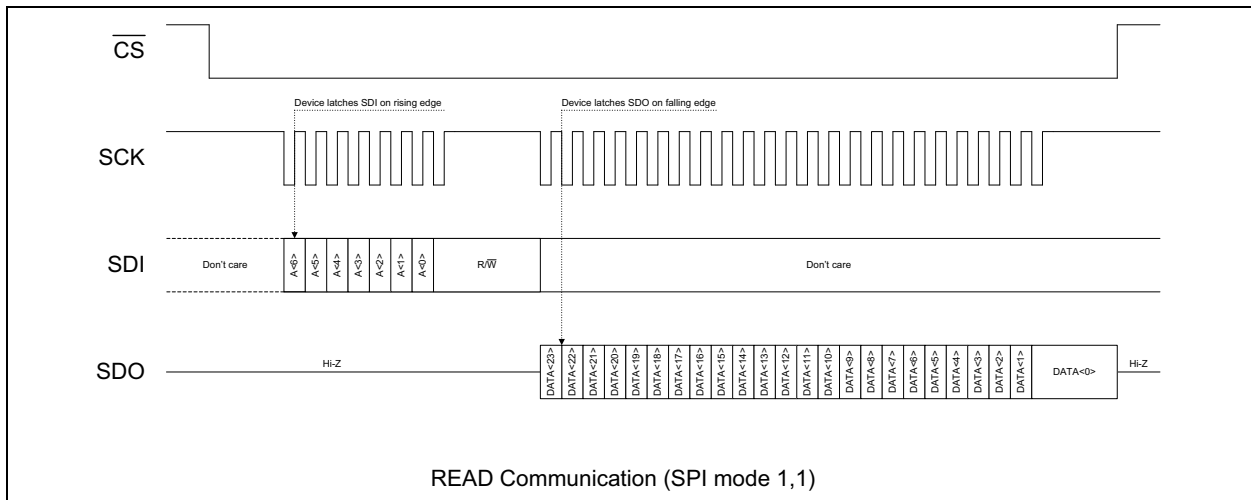 CS
Device latches SDI on rising edge
Device latches SDO on falling edge
SCK
SDI
Don't care
A<6>
A<5>
A<4>
A<3>
A<2>
A<1>
A<0>
R/W
Don't care
SDO
Hi-Z
DATA<23>
DATA<22>
DATA<21>
DATA<20>
DATA<19>
DATA<18>
DATA<17>
DATA<16>
DATA<15>
DATA<14>
DATA<13>
DATA<12>
DATA<11>
DATA<10>
DATA<9>
DATA<8>
DATA<7>
DATA<6>
DATA<5>
DATA<4>
DATA<3>
DATA<2>
DATA<1>
DATA<0>
Hi-Z
READ Communication (SPI mode 1,1)